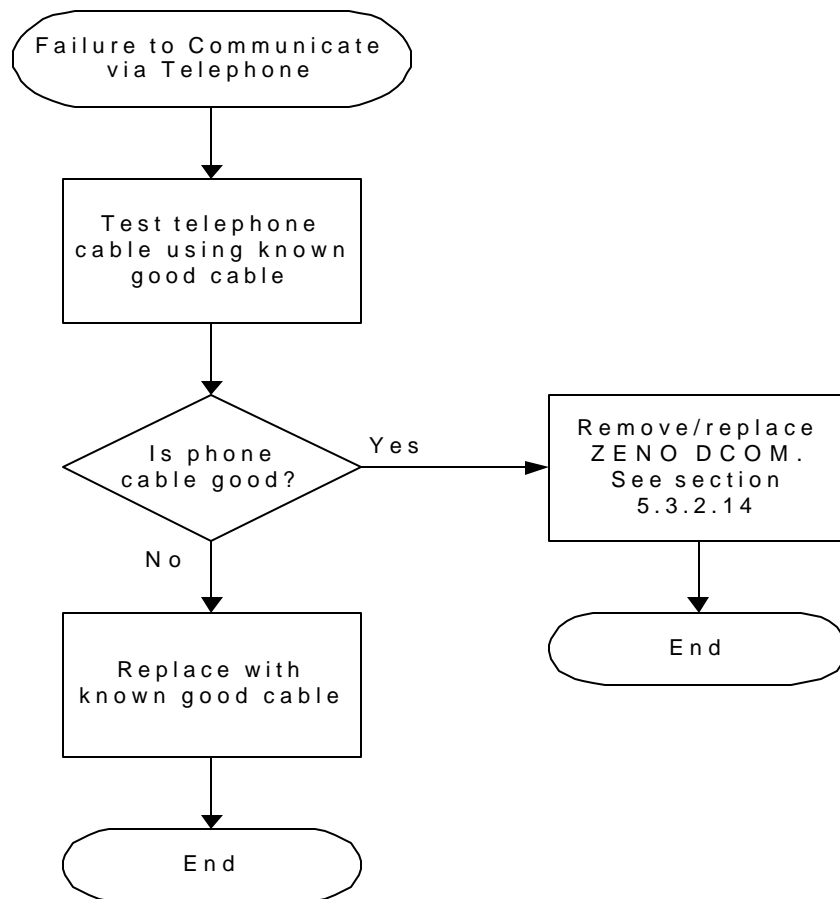 Failure to Communicate
via Telephone
Test telephone
cable using known
good cable
Is phone
cable good?
Yes
Remove/replace
ZENO DCOM.
See section
5.3.2.14
No
End
Replace with
known good cable
End